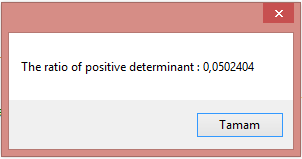 The ratio of positive determinant : 0,0502404
Tamam